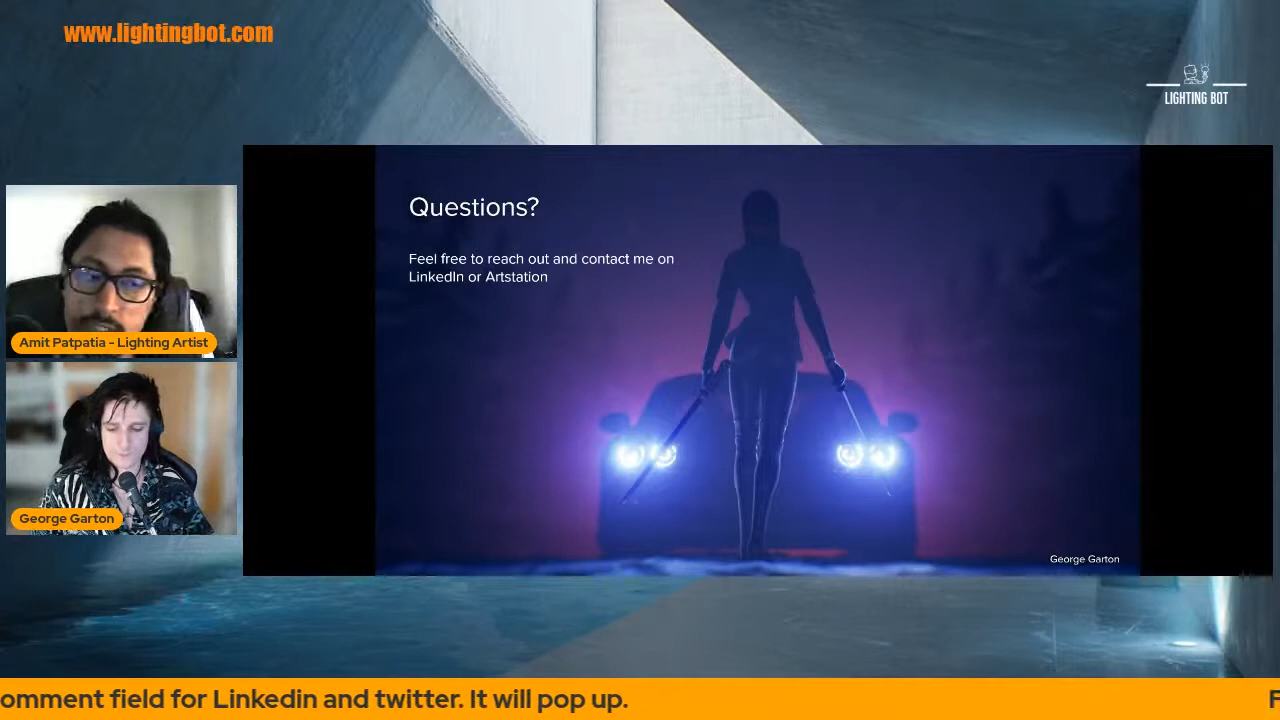 www.lightingbot.com
LIGHTING BOT
Questions?
Feel free to reach out and contact me on
LinkedIn or Artstation
Amit Patpatia - Lighting Artist
George Garton
George Garton
omment field for Linkedin and twitter. It will pop up.